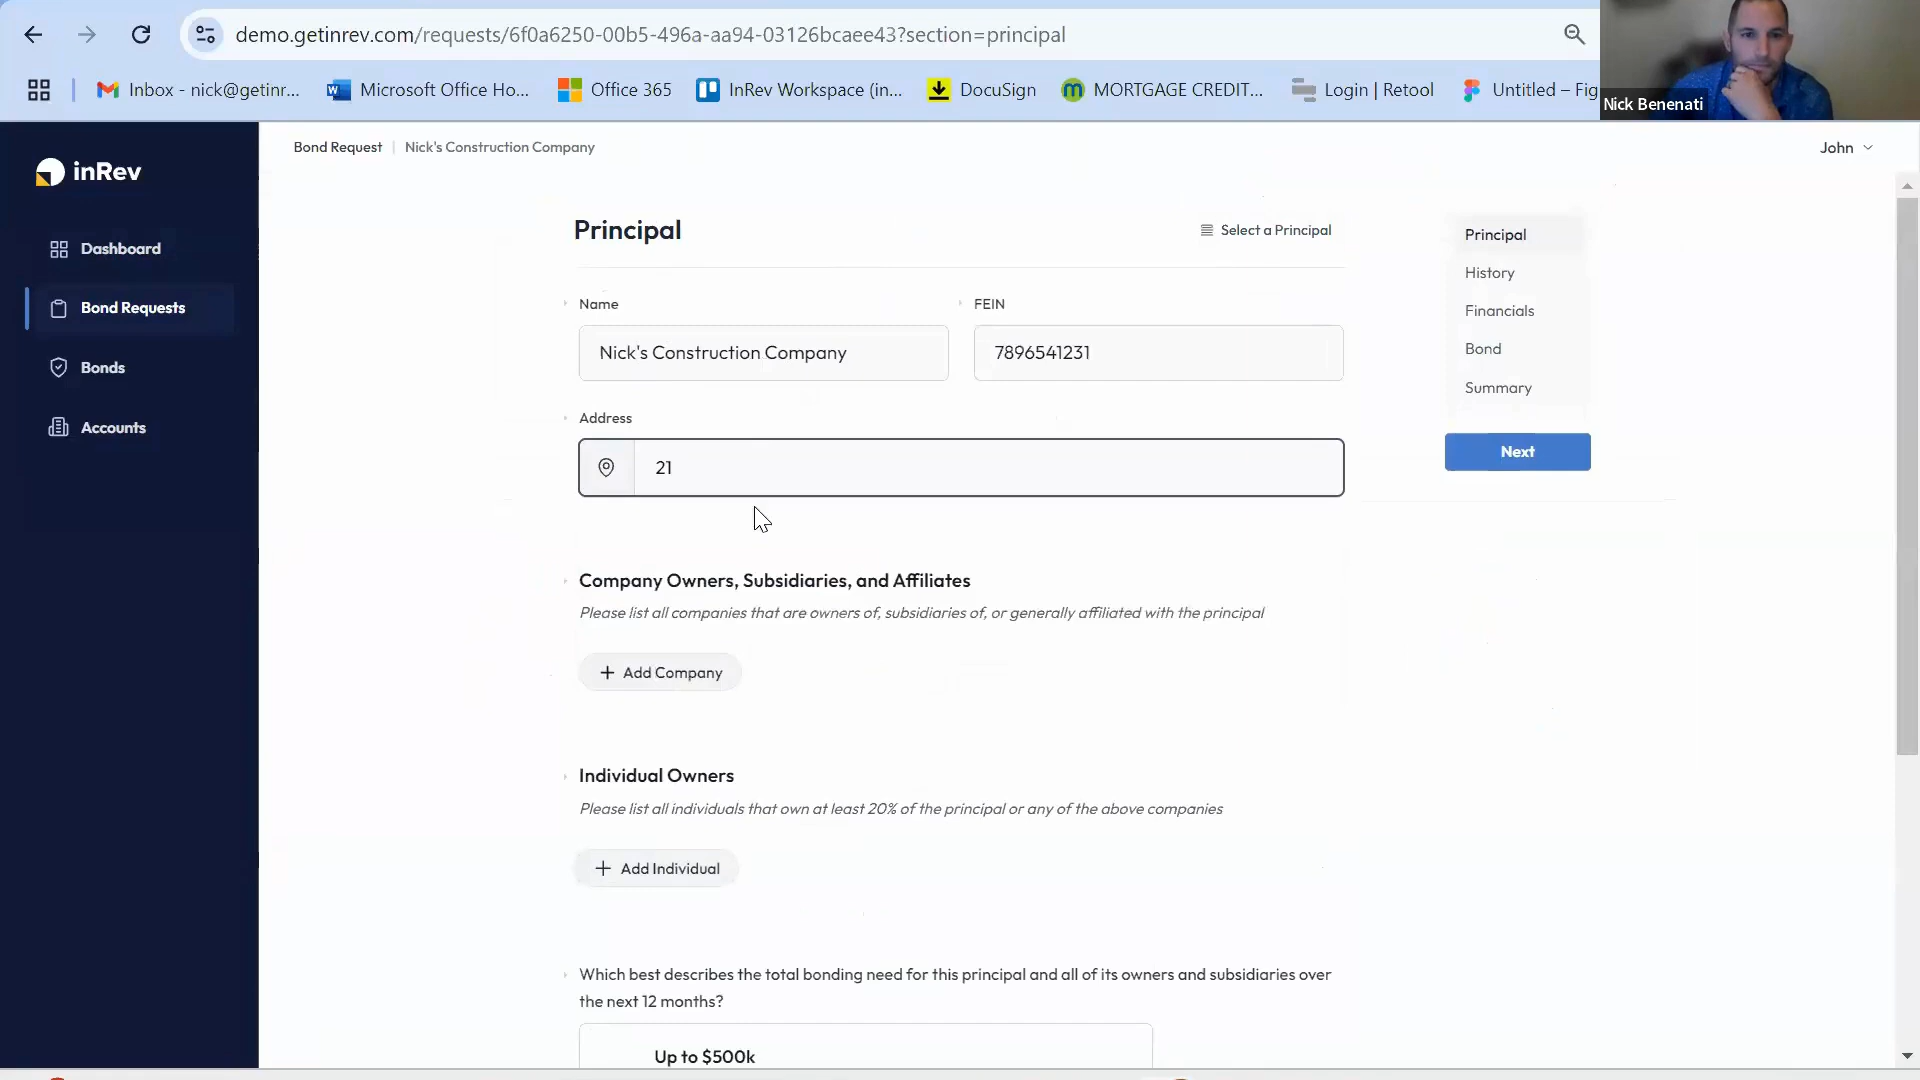 demo.getinrev.com/requests/6f0a6250-00b5-496a-aa94-03126bcaee43?section=principal
Inbox - nick@getinr...
Microsoft Office Ho...
Office 365
InRev Workspace (in...
DocuSign
MORTGAGE CREDIT...
Login | Retool
Untitled – Fig
Nick Benenati
inRev
Dashboard
Bond Requests
Bonds
Accounts
Bond Request | Nick's Construction Company
John
Principal
Select a Principal
Name
FEIN
Nick's Construction Company
7896541231
Address
21
Company Owners, Subsidiaries, and Affiliates
Please list all companies that are owners of, subsidiaries of, or generally affiliated with the principal
+ Add Company
Individual Owners
Please list all individuals that own at least 20% of the principal or any of the above companies
+ Add Individual
Which best describes the total bonding need for this principal and all of its owners and subsidiaries over
the next 12 months?
Up to $500k
Principal
History
Financials
Bond
Summary
Next